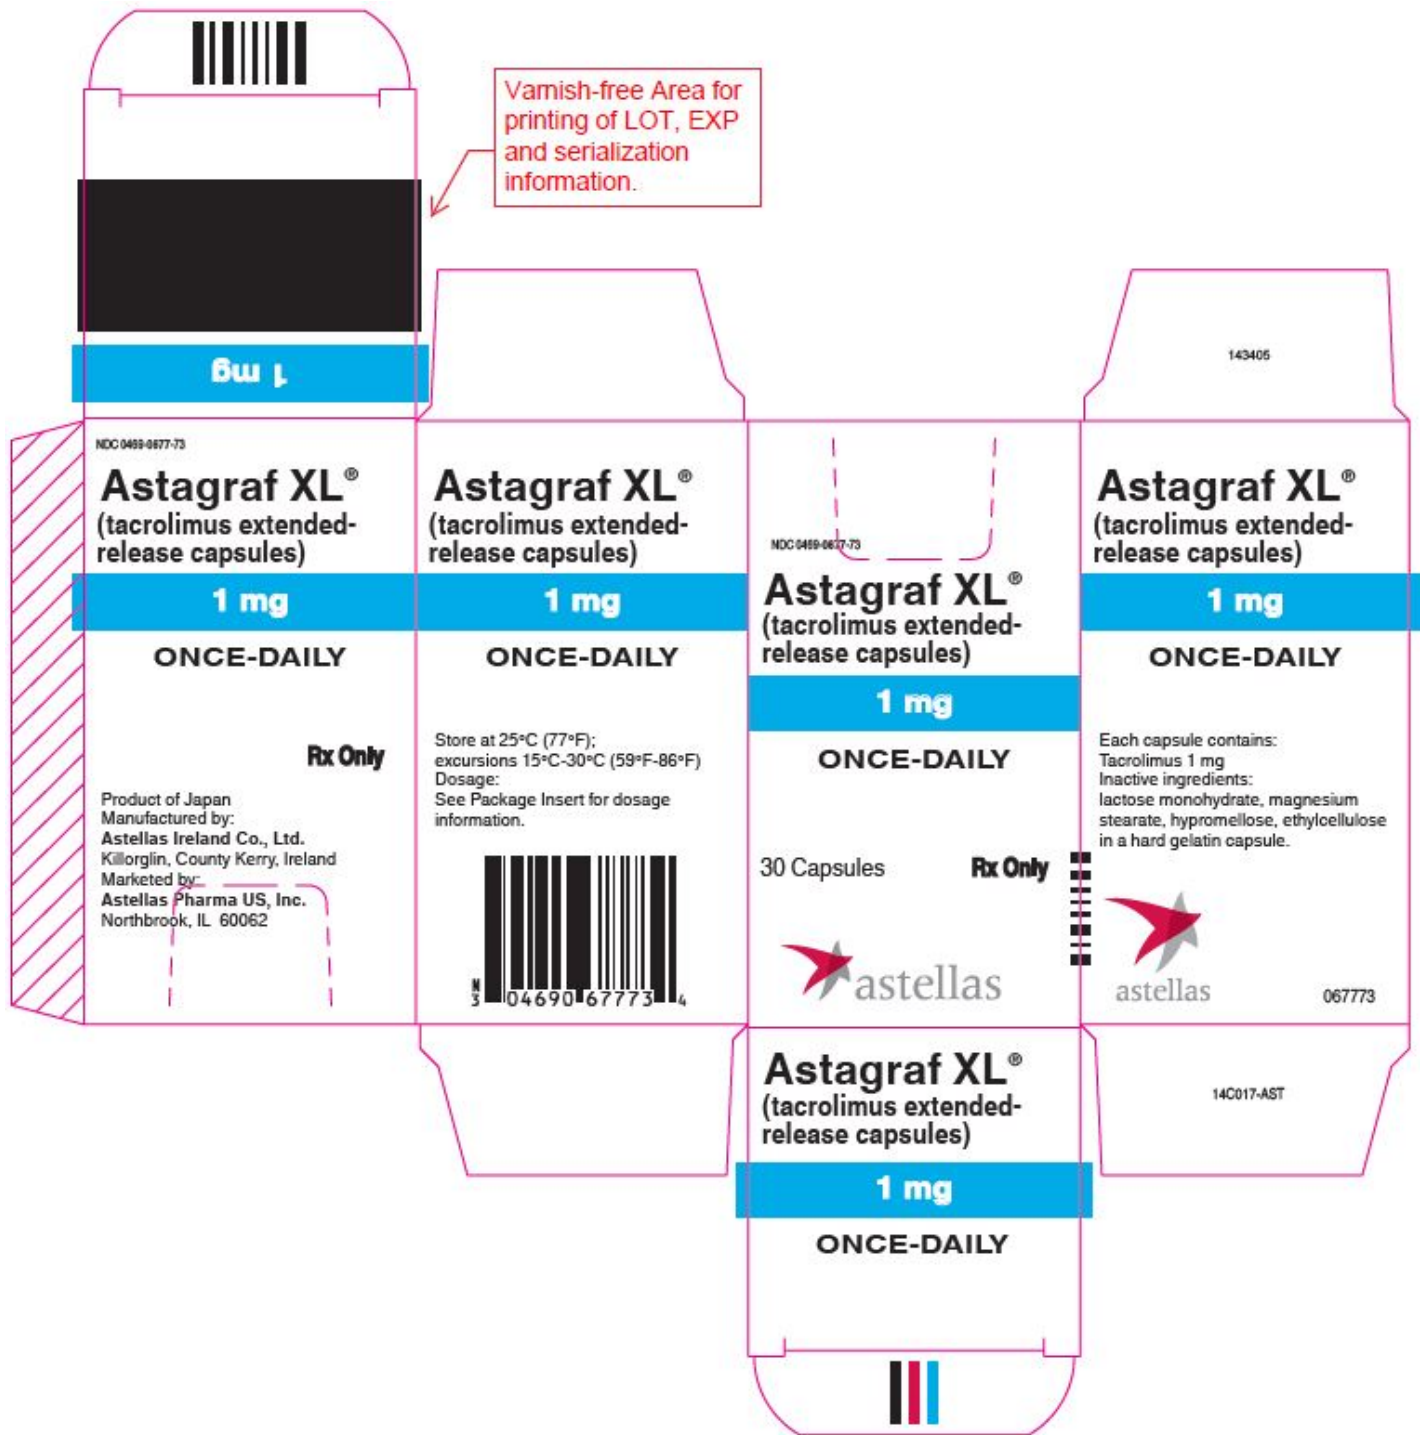 Varnish-free Area for
printing of LOT, EXP
and serialization
information.
1 mg
143405
NDC 0469-0677-73
Astagraf XL®
(tacrolimus extended-
release capsules)
1 mg
ONCE-DAILY
Rx Only
Product of Japan
Manufactured by:
Astellas Ireland Co., Ltd.
Killorglin, County Kerry, Ireland
Marketed by:
Astellas Pharma US, Inc.
Northbrook, IL 60062
Astagraf XL®
(tacrolimus extended-
release capsules)
1 mg
ONCE-DAILY
Store at 25°C (77°F);
excursions 15°C-30°C (59°F-86°F)
Dosage:
See Package Insert for dosage
information.
N
3 04690 67773 4
NDC 0469-0677-73
Astagraf XL®
(tacrolimus extended-
release capsules)
1 mg
ONCE-DAILY
30 Capsules Rx Only
astellas
Astagraf XL®
(tacrolimus extended-
release capsules)
1 mg
ONCE-DAILY
Each capsule contains:
Tacrolimus 1 mg
Inactive ingredients:
lactose monohydrate, magnesium
stearate, hypromellose, ethylcellulose
in a hard gelatin capsule.
astellas
067773
Astagraf XL®
(tacrolimus extended-
release capsules)
1 mg
ONCE-DAILY
14C017-AST